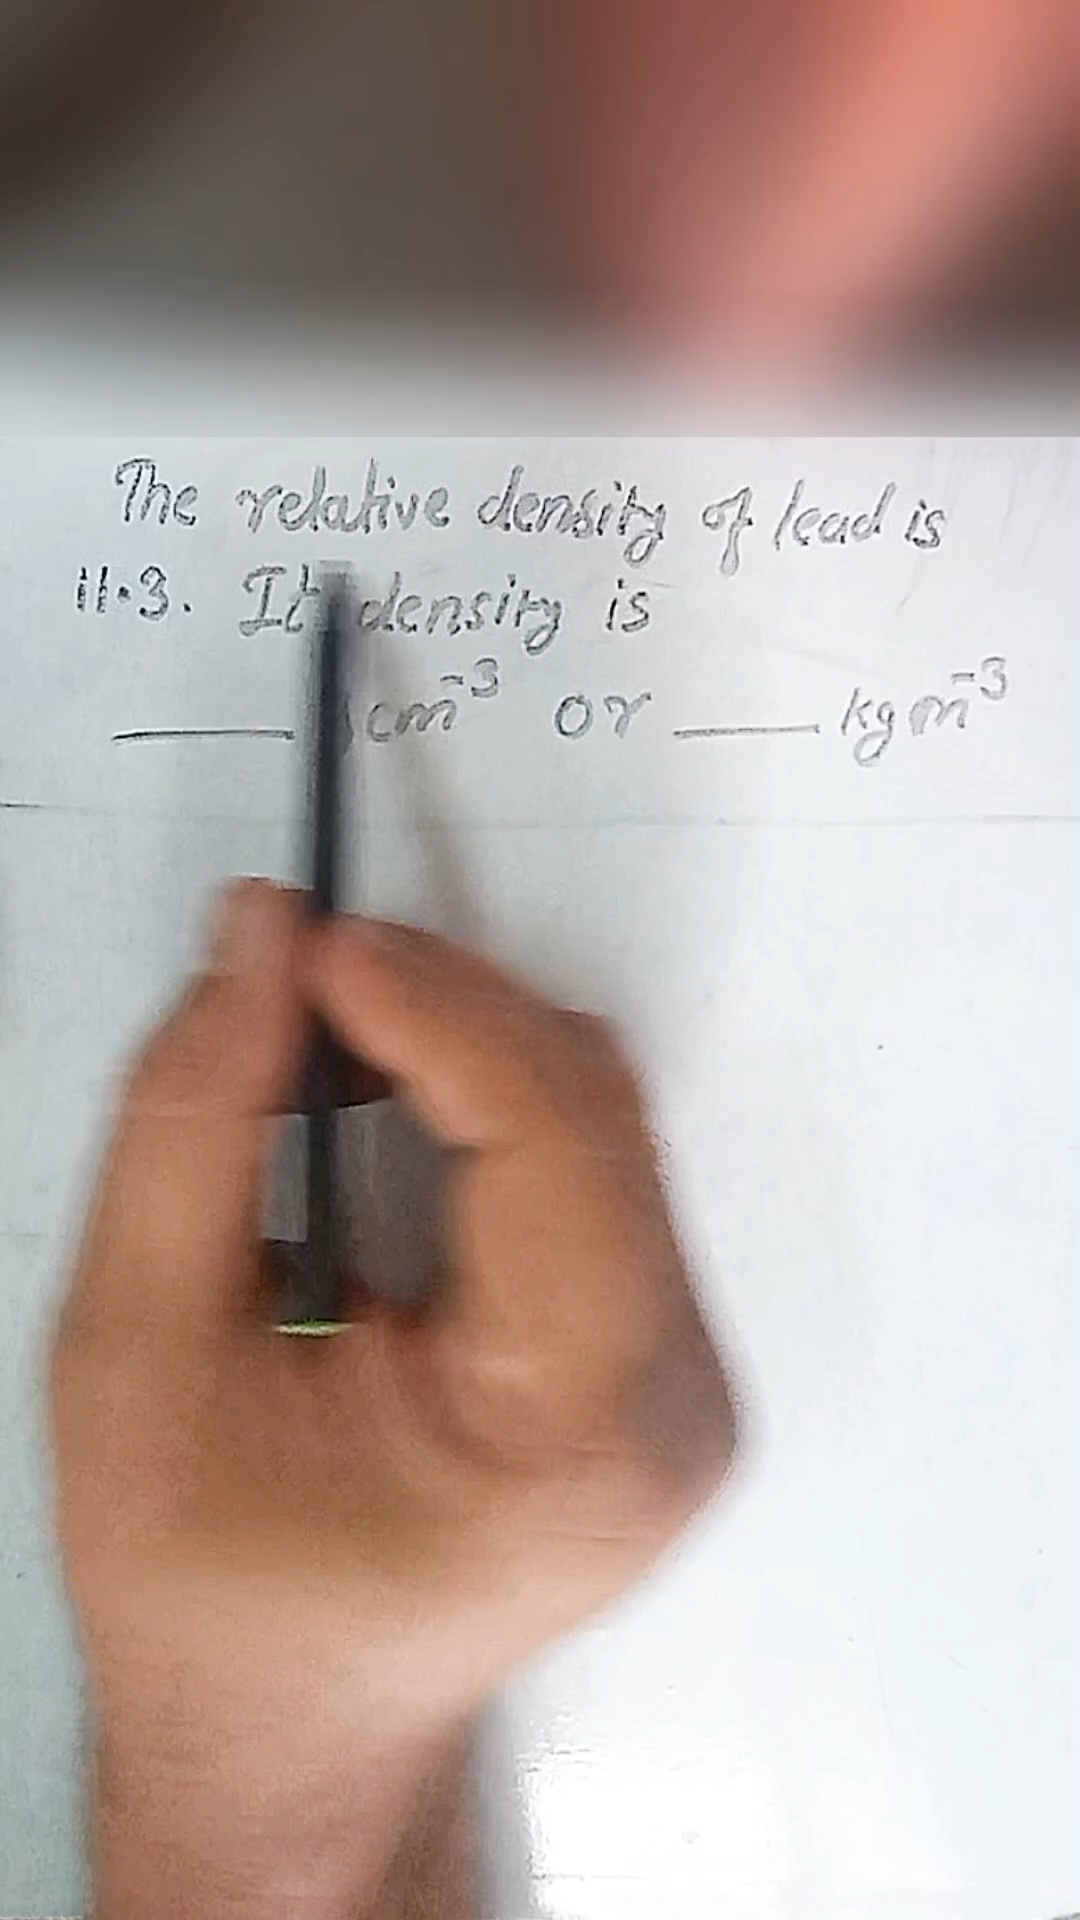 The relative density of lead is
11.3. It density is
____ cm⁻³ or ____ kg m⁻³